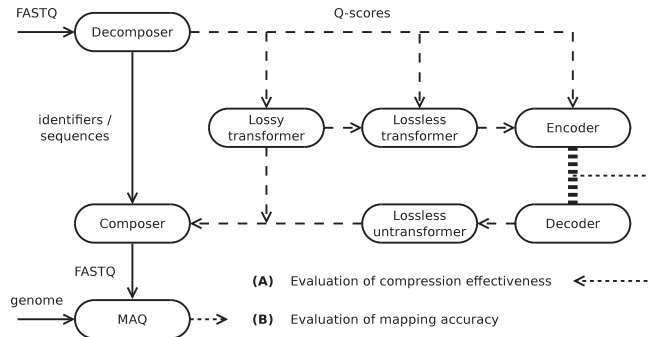 FASTQ
Q-scores
Decomposer
identifiers /
sequences
Lossy
transformer
Lossless
transformer
Encoder
Composer
Lossless
untransformer
Decoder
FASTQ
(A) Evaluation of compression effectiveness
genome
MAQ
(B) Evaluation of mapping accuracy